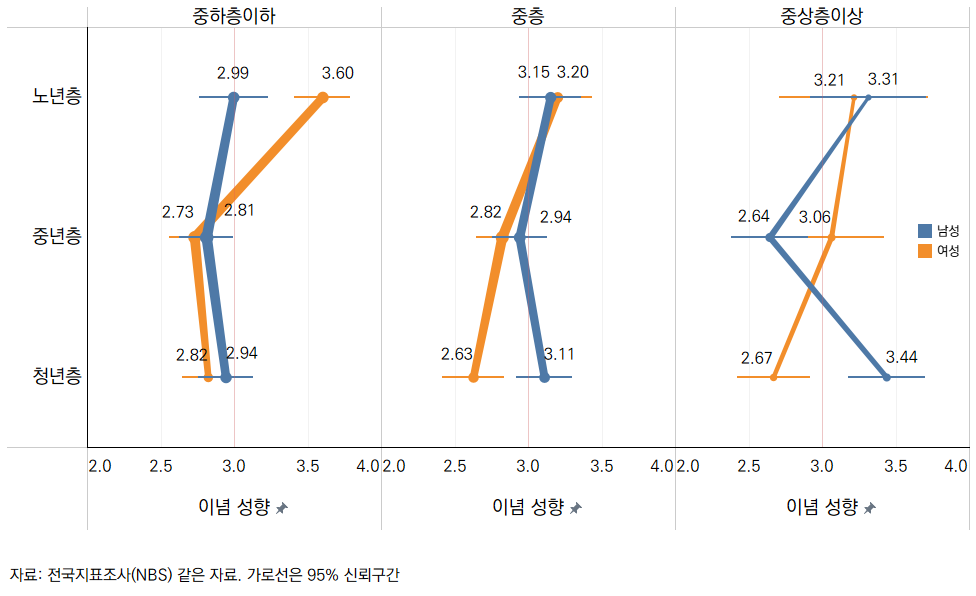 중하층이하 중층 중상층이상
2.99 3.60 3.15 3.20 3.21 3.31
노년층
2.73 2.81 2.82 2.94 2.64 3.06
중년층
남성
여성
2.82 2.94 2.63 3.11 2.67 3.44
청년층
2.0 2.5 3.0 3.5 4.0 2.0 2.5 3.0 3.5 4.0 2.0 2.5 3.0 3.5 4.0
이념 성향 이념 성향 이념 성향
자료: 전국지표조사(NBS) 같은 자료. 가로선은 95% 신뢰구간